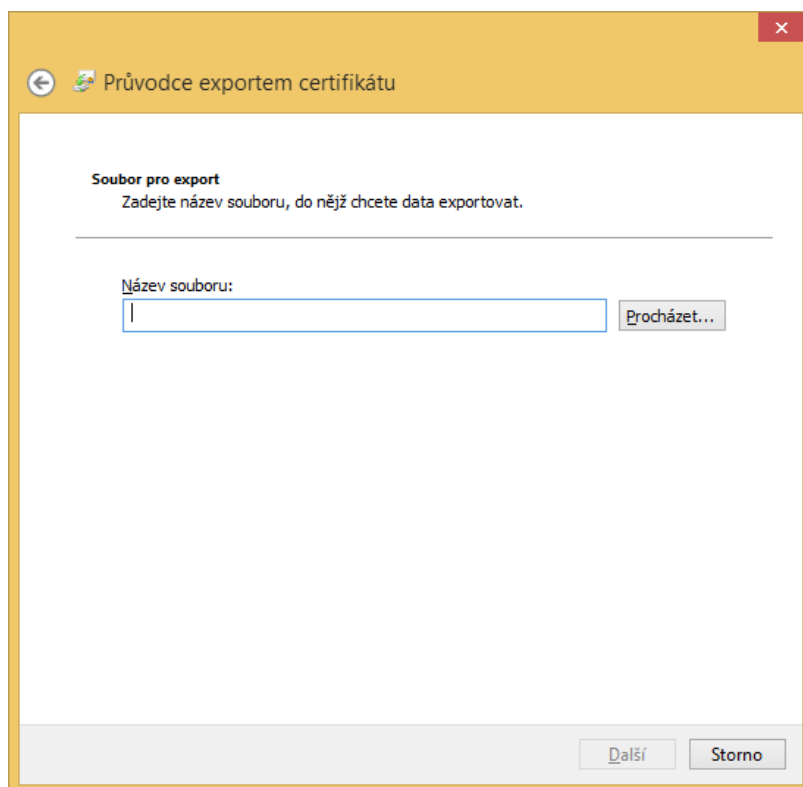 Průvodce exportem certifikátu
Soubor pro export
Zadejte název souboru, do nějž chcete data exportovat.
Název souboru:
Procházet...
Další
Storno